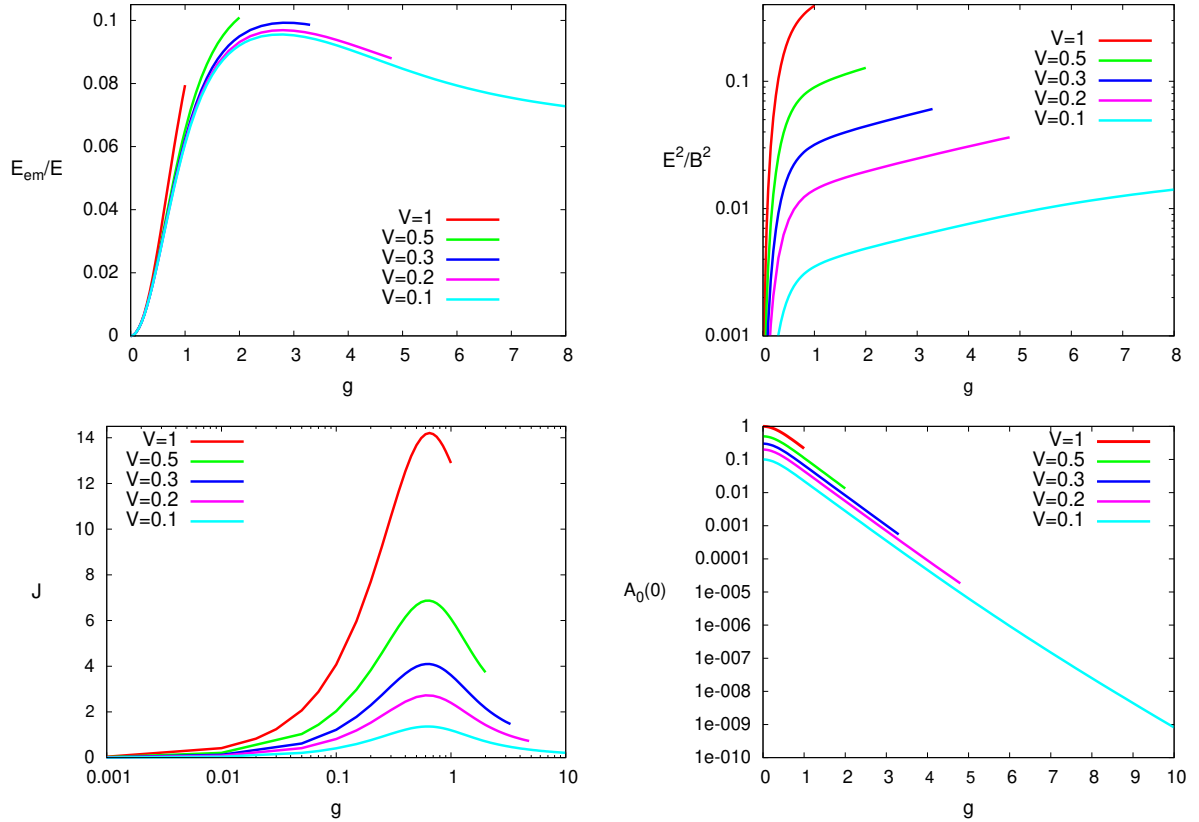 0.1
0.08
0.06
0.04
0.02
0
E_em/E
V=1
V=0.5
V=0.3
V=0.2
V=0.1
0 1 2 3 4 5 6 7 8
g
0.1
0.01
0.001
E^2/B^2
V=1
V=0.5
V=0.3
V=0.2
V=0.1
0 1 2 3 4 5 6 7 8
g
14
12
10
8
6
4
2
0
J
V=1
V=0.5
V=0.3
V=0.2
V=0.1
0.001 0.01 0.1 1 10
g
1
0.1
0.01
0.001
0.0001
1e-005
1e-006
1e-007
1e-008
1e-009
1e-010
A_0(0)
V=1
V=0.5
V=0.3
V=0.2
V=0.1
0 1 2 3 4 5 6 7 8 9 10
g